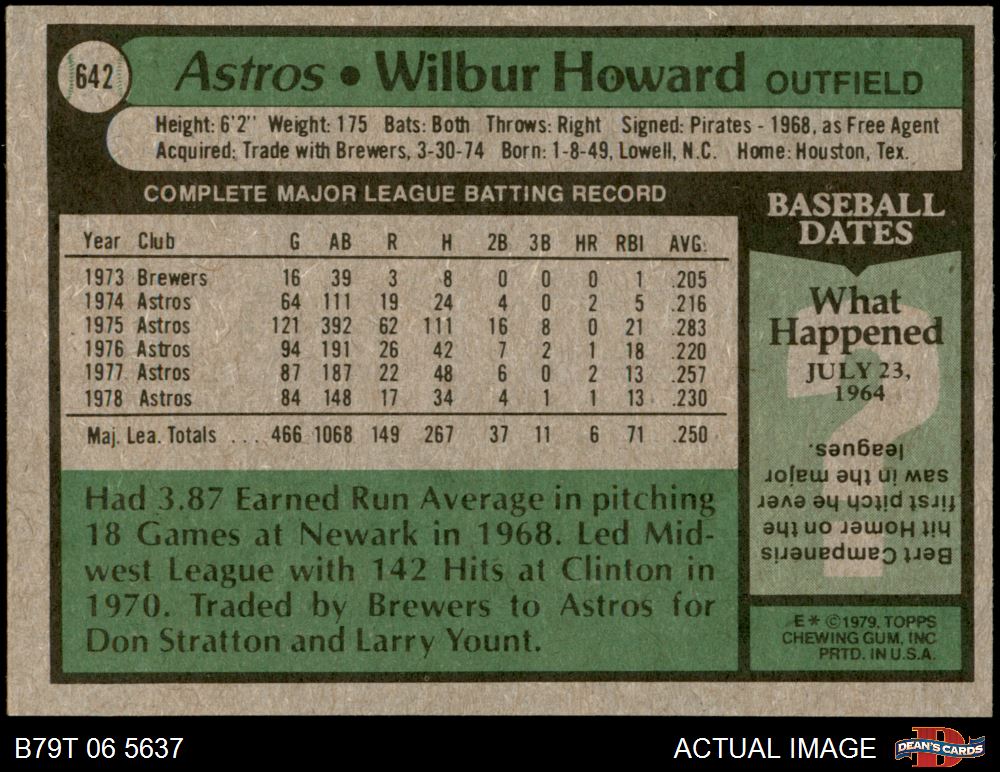 642
Astros • Wilbur Howard OUTFIELD
Height: 6'2" Weight: 175 Bats: Both Throws: Right Signed: Pirates - 1968, as Free Agent
Acquired: Trade with Brewers, 3-30-74 Born: 1-8-49, Lowell, N.C. Home: Houston, Tex.
COMPLETE MAJOR LEAGUE BATTING RECORD
Year Club G AB R H 2B 3B HR RBI AVG.
1973 Brewers 16 39 3 8 0 0 0 1 .205
1974 Astros 64 111 19 24 4 0 2 5 .216
1975 Astros 121 392 62 111 16 8 0 21 .283
1976 Astros 94 191 26 42 7 2 1 18 .220
1977 Astros 87 187 22 48 6 0 2 13 .257
1978 Astros 84 148 17 34 4 1 1 13 .230
Maj. Lea. Totals .... 466 1068 149 267 37 11 6 71 .250
Had 3.87 Earned Run Average in pitching
18 Games at Newark in 1968. Led Mid-
west League with 142 Hits at Clinton in
1970. Traded by Brewers to Astros for
Don Stratton and Larry Yount.
BASEBALL
DATES
What
Happened
JULY 23,
1964
?
Bert Campaneris
hit Homer on the
first pitch he ever
saw in the major
leagues.
E* ©1979, TOPPS
CHEWING GUM, INC
PRTD. IN U.S.A.
B79T 06 5637
ACTUAL IMAGE
DEAN'S CARDS